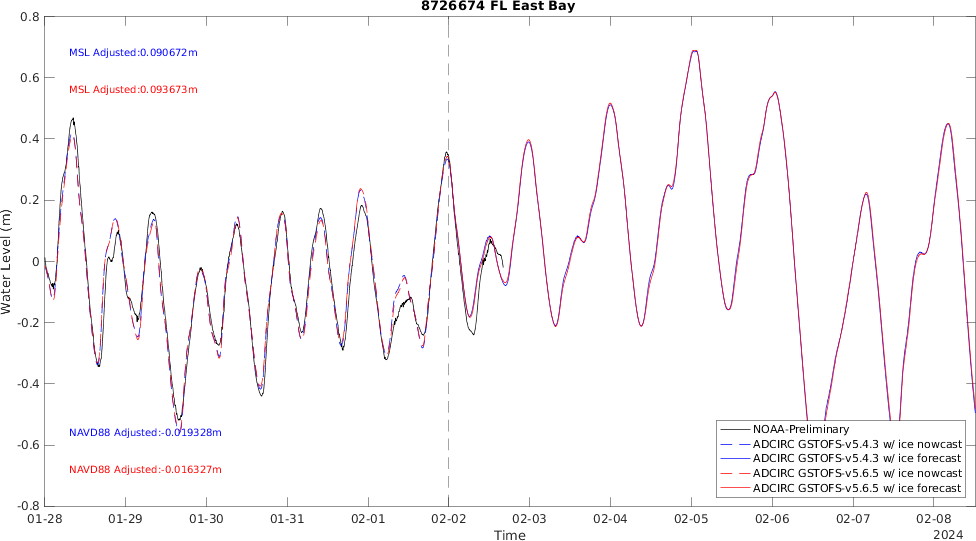 8726674 FL East Bay
0.8
0.6
0.4
0.2
0
-0.2
-0.4
-0.6
-0.8
Water Level (m)
MSL Adjusted:0.090672m
MSL Adjusted:0.093673m
NAVD88 Adjusted:-0.019328m
NAVD88 Adjusted:-0.016327m
NOAA-Preliminary
ADCIRC GSTOFS-v5.4.3 w/ ice nowcast
ADCIRC GSTOFS-v5.4.3 w/ ice forecast
ADCIRC GSTOFS-v5.6.5 w/ ice nowcast
ADCIRC GSTOFS-v5.6.5 w/ ice forecast
01-28 01-29 01-30 01-31 02-01 02-02 02-03 02-04 02-05 02-06 02-07 02-08
Time
2024